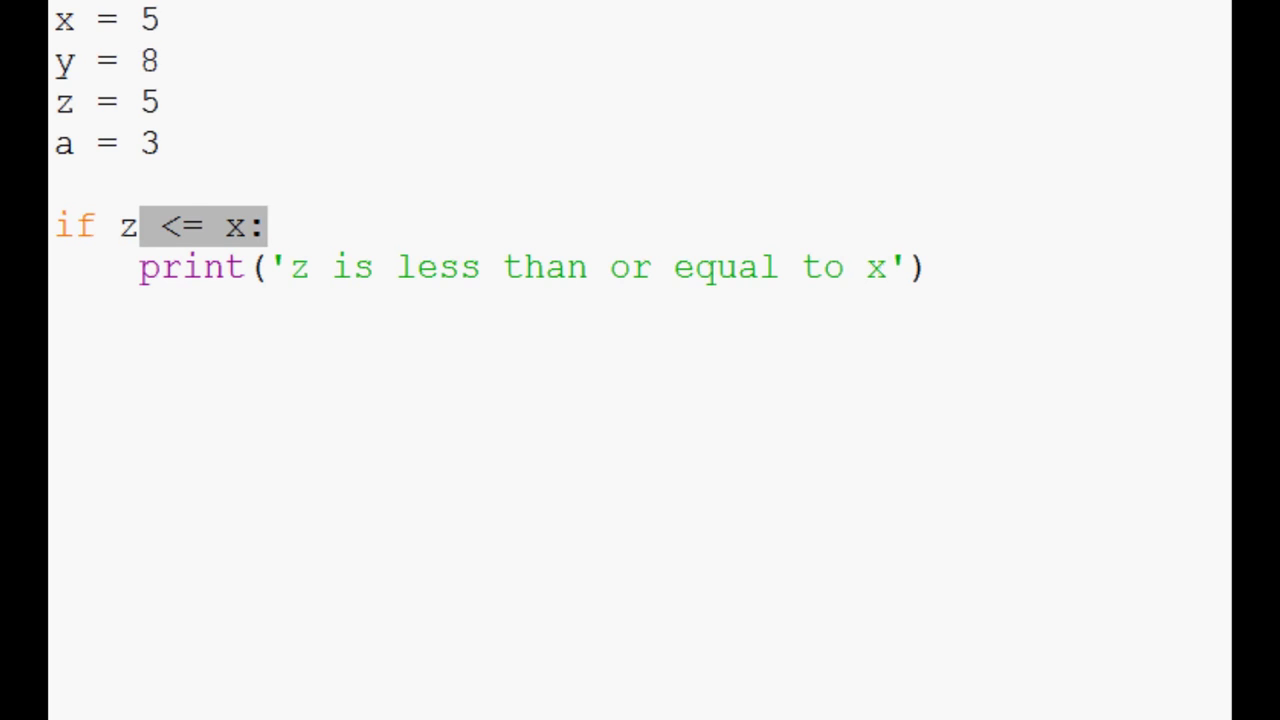 x = 5
y = 8
z = 5
a = 3
if z <= x:
    print('z is less than or equal to x')